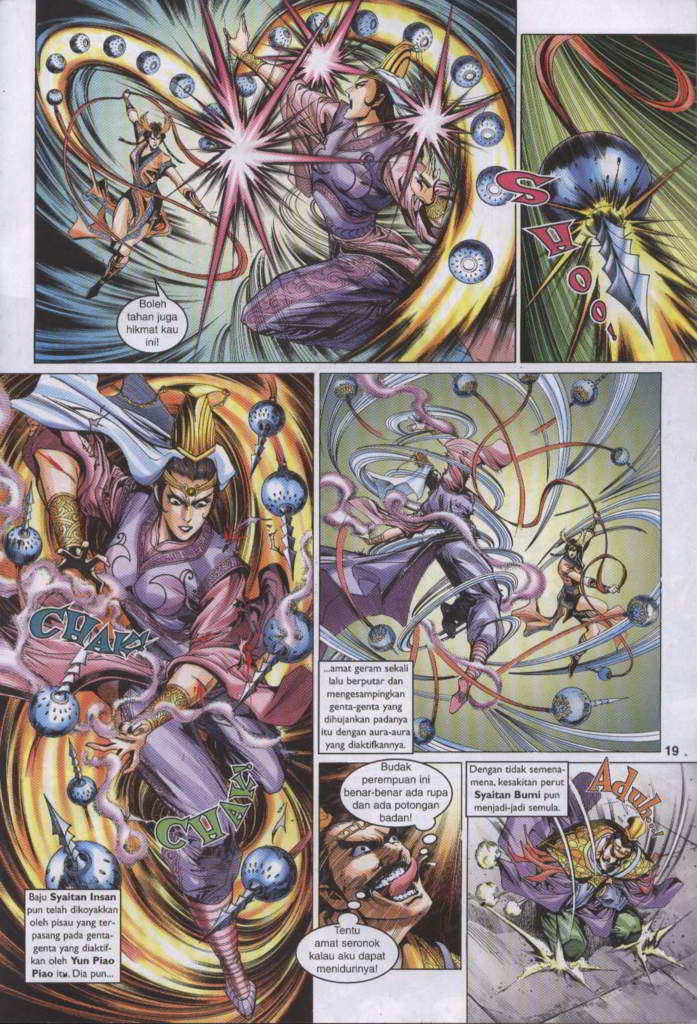 Boleh
tahan juga
hikmat kau
ini!
SHOOO!
CHAK!
CHAK!
Baju Syaitan Insan
pun telah dikoyakkan
oleh pisau yang ter-
pasang pada genta-
genta yang diaktif-
kan oleh Yun Piao
Piao itu. Dia pun...
...amat geram sekali
lalu berputar dan
mengesampingkan
genta-genta yang
dihujankan padanya
itu dengan aura-aura
yang diaktifkannya.
19
Budak
perempuan ini
benar-benar ada rupa
dan ada potongan
badan!
Tentu
amat seronok
kalau aku dapat
menidurinya!
Dengan tidak semena-
mena, kesakitan perut
Syaitan Bumi pun
menjadi-jadi semula.